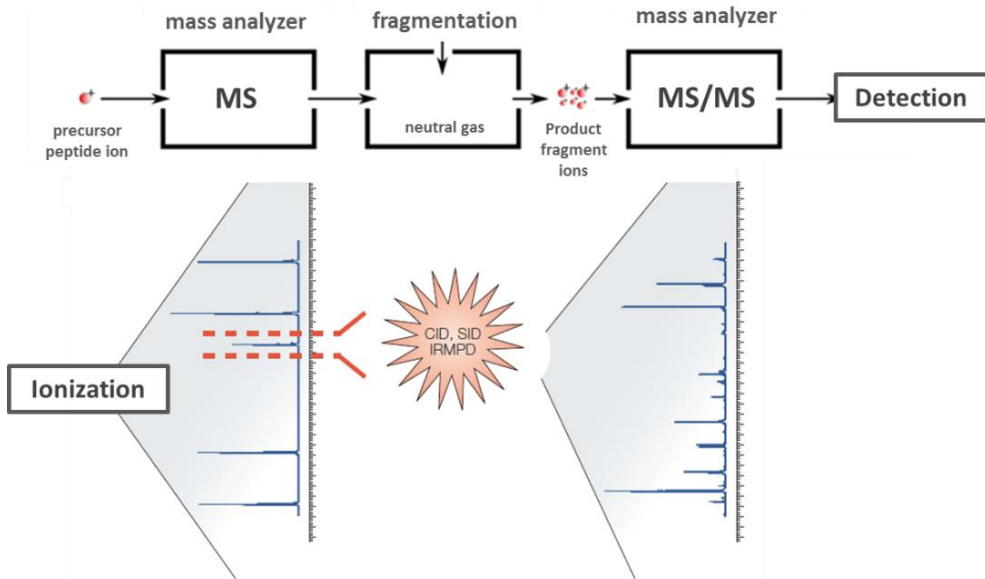 mass analyzer
fragmentation
mass analyzer
+
MS
MS/MS
Detection
precursor
peptide ion
neutral gas
Product
fragment
ions
+ +
CID, SID
IRMPD
Ionization